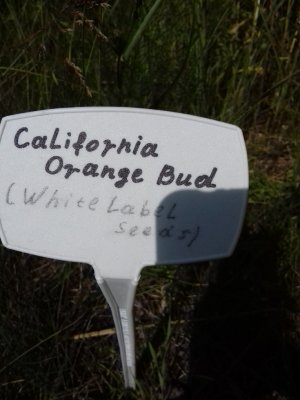 California
Orange Bud
(White Label
Seeds)